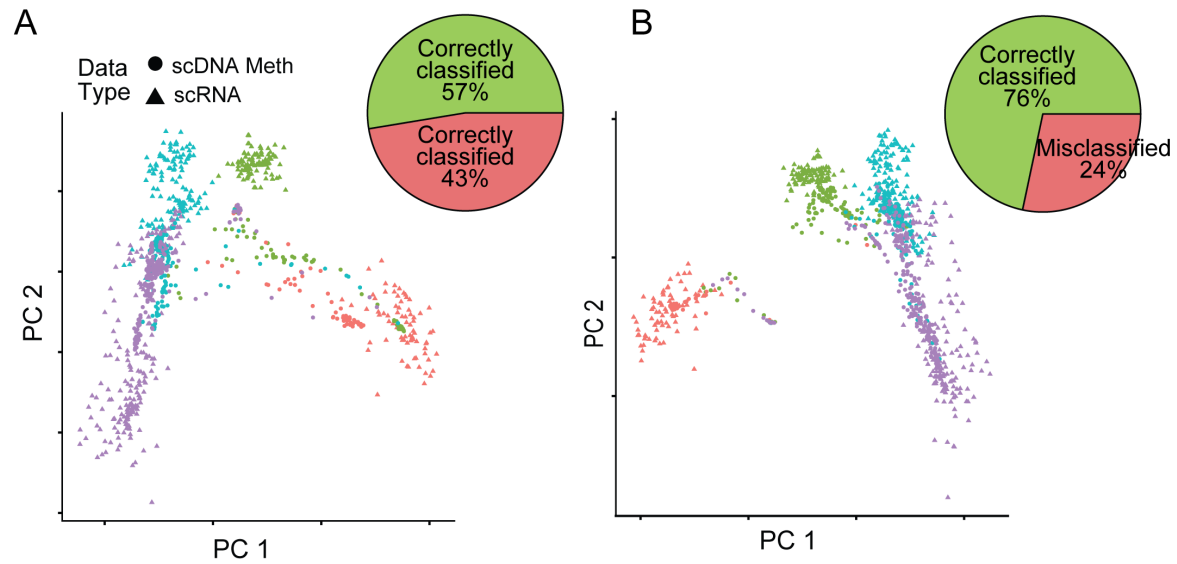 A
Data
Type
scDNA Meth
scRNA
Correctly
classified
57%
Correctly
classified
43%
PC 2
PC 1
B
Correctly
classified
76%
Misclassified
24%
PC 2
PC 1